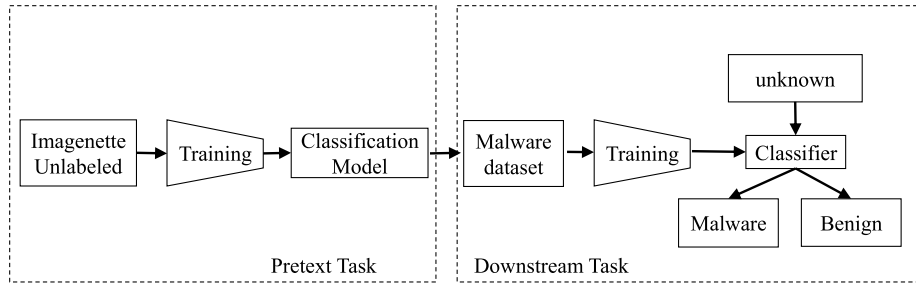 Imagenette
Unlabeled
Training
Classification
Model
Pretext Task
Malware
dataset
Training
unknown
Classifier
Malware
Benign
Downstream Task